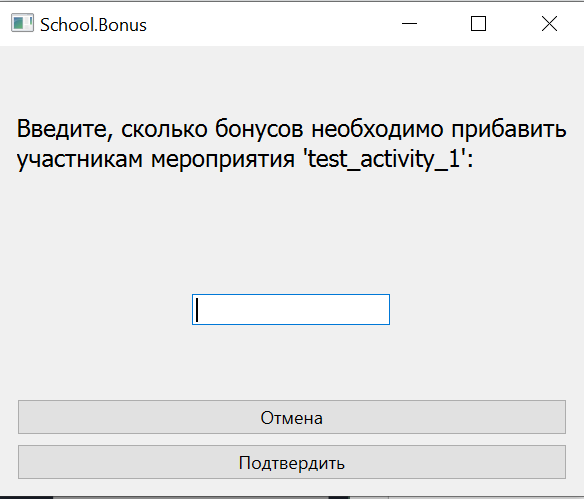 School.Bonus
Введите, сколько бонусов необходимо прибавить
участникам мероприятия 'test_activity_1':
Отмена
Подтвердить